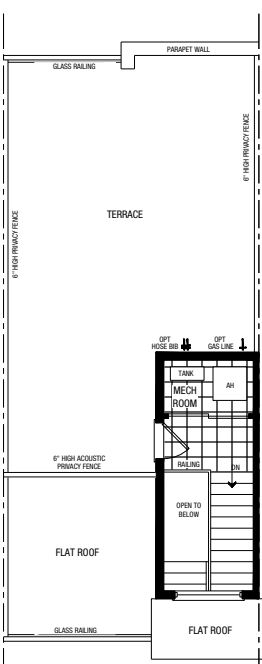 PARAPET WALL
GLASS RAILING
6" HIGH PRIVACY FENCE
6" HIGH PRIVACY FENCE
TERRACE
OPT
HOSE BIB
OPT
GAS LINE
TANK
AH
MECH
ROOM
6" HIGH ACOUSTIC
PRIVACY FENCE
RAILING
DN
OPEN TO
BELOW
FLAT ROOF
GLASS RAILING
FLAT ROOF